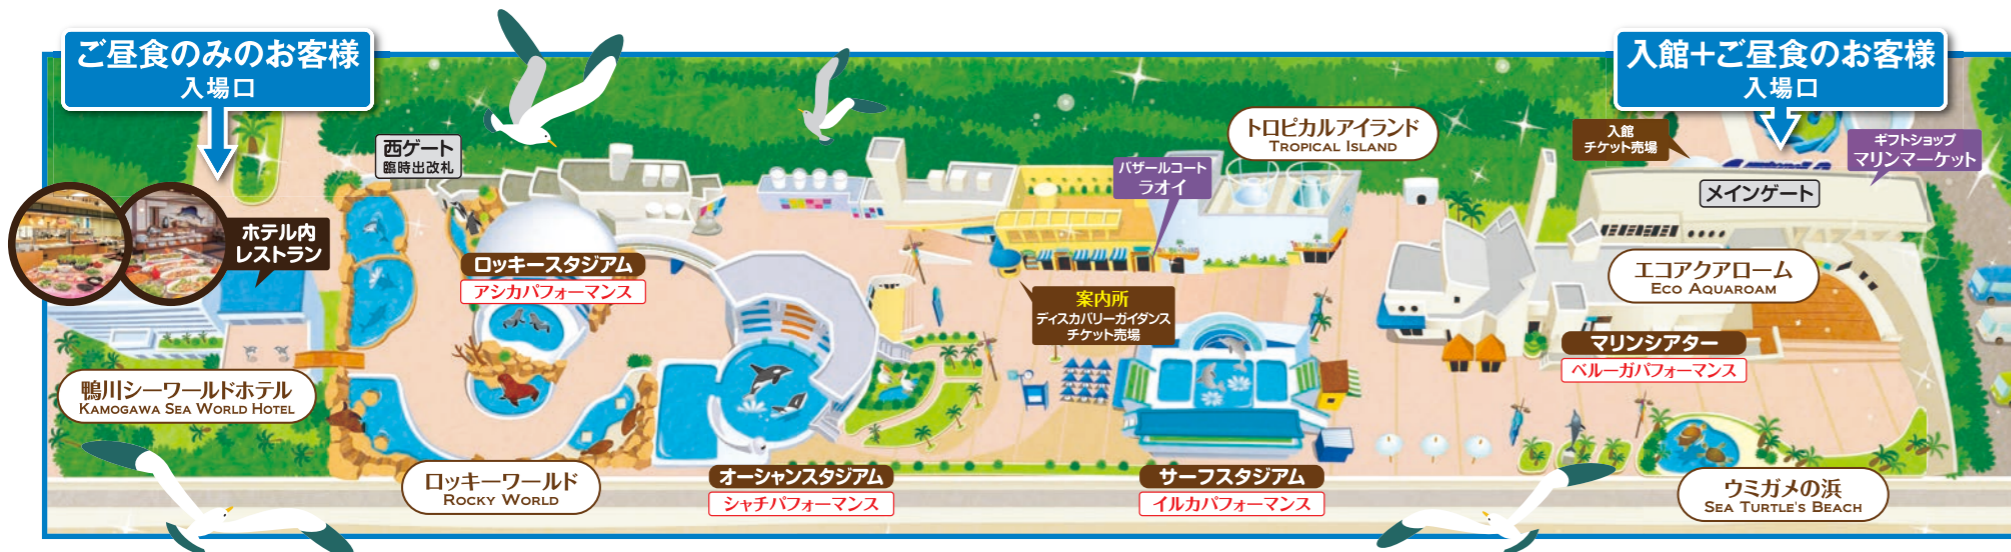 ご昼食のみのお客様
入場口
入館+ご昼食のお客様
入場口
西ゲート
臨時出改札
トロピカルアイランド
TROPICAL ISLAND
入館
チケット売場
ギフトショップ
マリンマーケット
バザールコート
ラオイ
メインゲート
ホテル内
レストラン
ロッキースタジアム
アシカパフォーマンス
エコアクアローム
ECO AQUAROAM
案内所
ディスカバリーガイダンス
チケット売場
マリンシアター
ベルーガパフォーマンス
鴨川シーワールドホテル
KAMOGAWA SEA WORLD HOTEL
ロッキーワールド
ROCKY WORLD
オーシャンスタジアム
シャチパフォーマンス
サーフスタジアム
イルカパフォーマンス
ウミガメの浜
SEA TURTLE'S BEACH